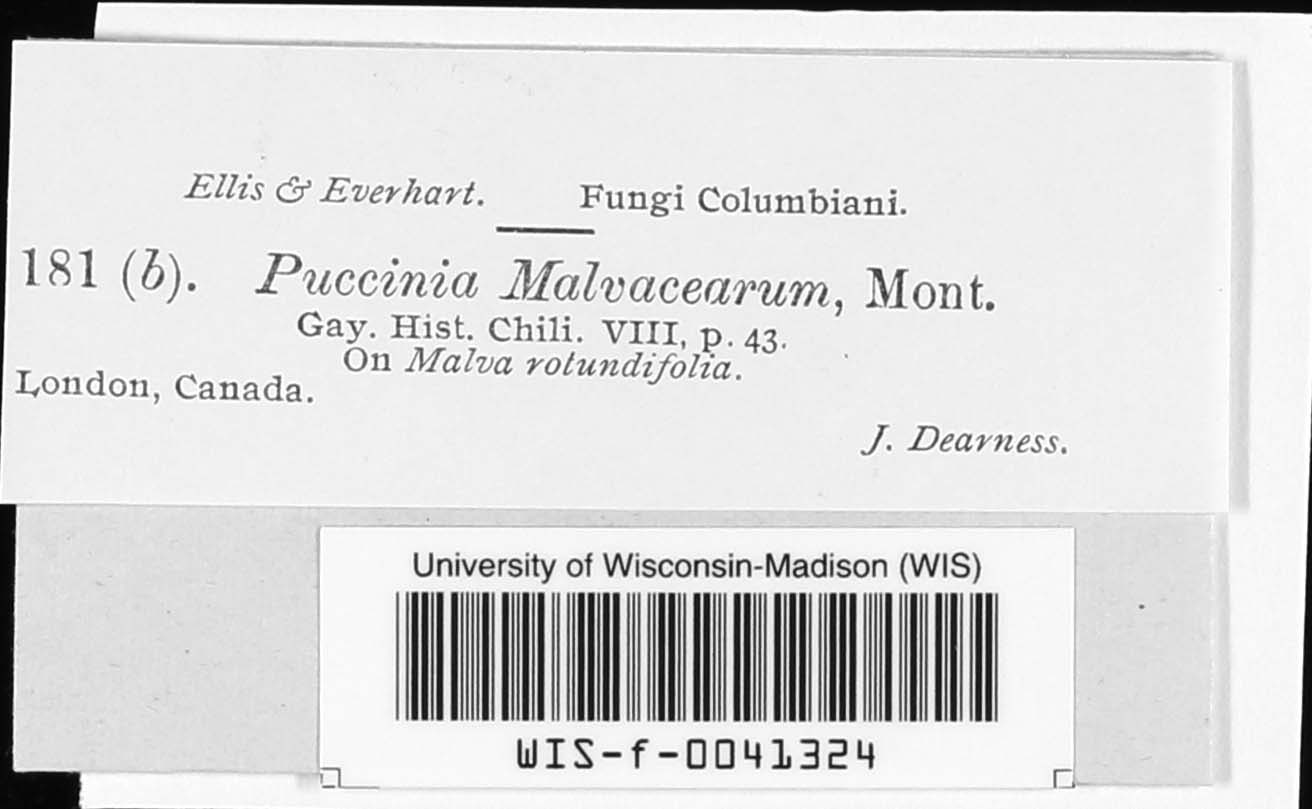 Ellis & Everhart. Fungi Columbiani.
181 (b). Puccinia Malvacearum, Mont.
Gay. Hist. Chili. VIII, p. 43.
On Malva rotundifolia.
London, Canada.
J. Dearness.
University of Wisconsin-Madison (WIS)
WIS-f-0041324